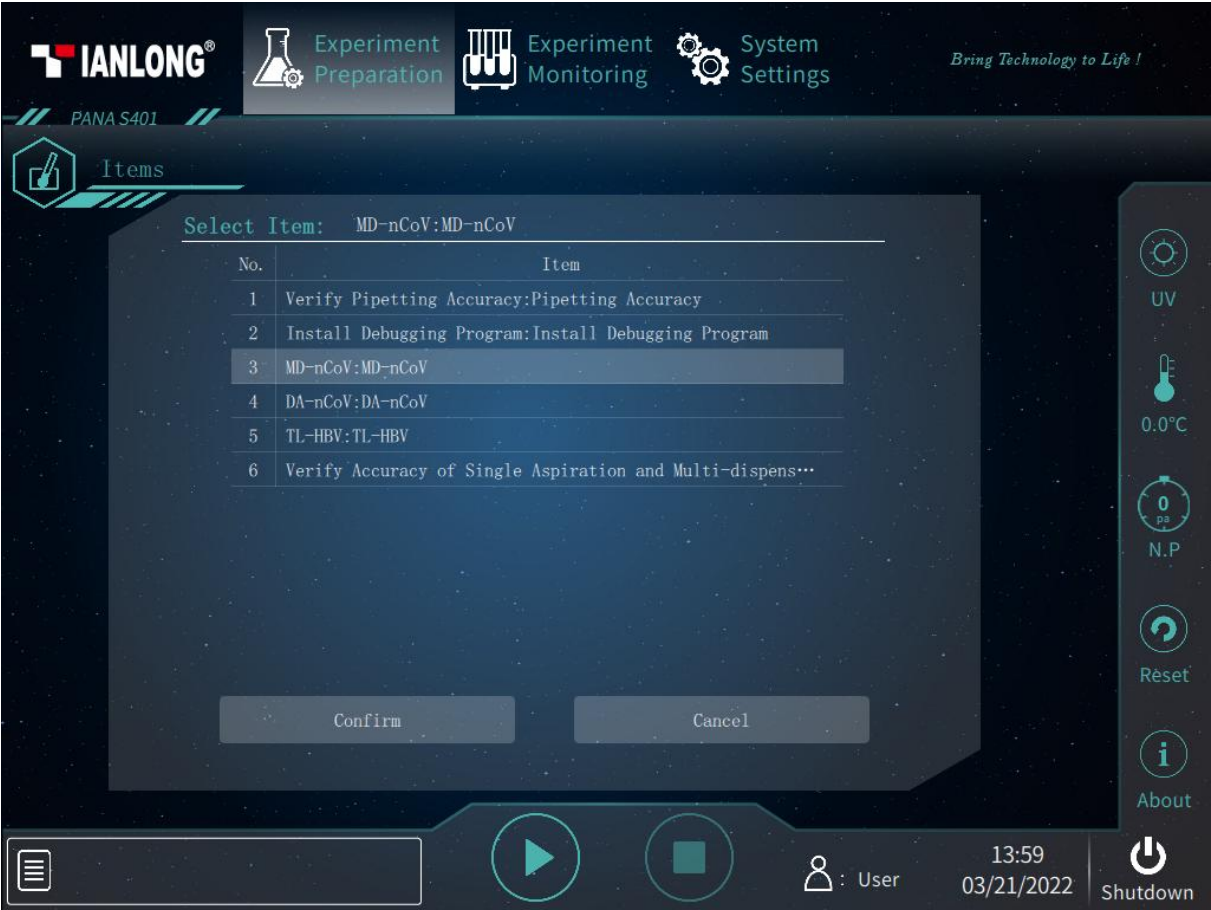 TIANLONG®
Experiment
Preparation
Experiment
Monitoring
System
Settings
Bring Technology to Life !
PANA S401
Items
Select Item: MD-nCoV:MD-nCoV
No. Item
1 Verify Pipetting Accuracy:Pipetting Accuracy
2 Install Debugging Program:Install Debugging Program
3 MD-nCoV:MD-nCoV
4 DA-nCoV:DA-nCoV
5 TL-HBV:TL-HBV
6 Verify Accuracy of Single Aspiration and Multi-dispens···
Confirm Cancel
UV
0.0°C
0
pa
N.P
Reset
i
About
: User
13:59
03/21/2022
Shutdown